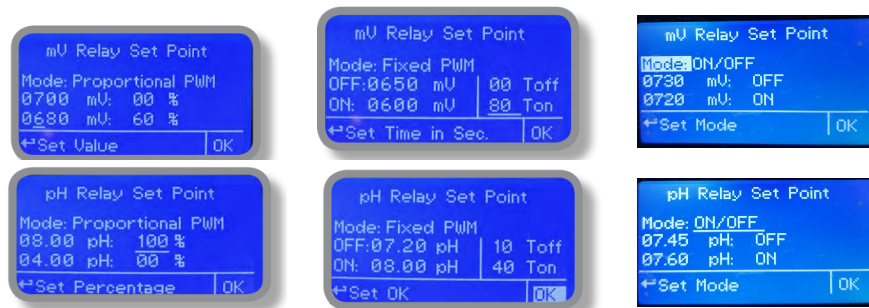 mV Relay Set Point
Mode: Proportional PWM
0700 mV: 00 %
0680 mV: 60 %
↵Set Value OK
mV Relay Set Point
Mode: Fixed PWM
OFF:0650 mV 00 Toff
ON: 0600 mV 80 Ton
↵Set Time in Sec. OK
mV Relay Set Point
Mode: ON/OFF
0730 mV: OFF
0720 mV: ON
↵Set Mode OK
pH Relay Set Point
Mode: Proportional PWM
08.00 pH: 100 %
04.00 pH: 00 %
↵Set Percentage OK
pH Relay Set Point
Mode: Fixed PWM
OFF:07.20 pH 10 Toff
ON: 08.00 pH 40 Ton
↵Set OK OK
pH Relay Set Point
Mode: ON/OFF
07.45 pH: OFF
07.60 pH: ON
↵Set Mode OK